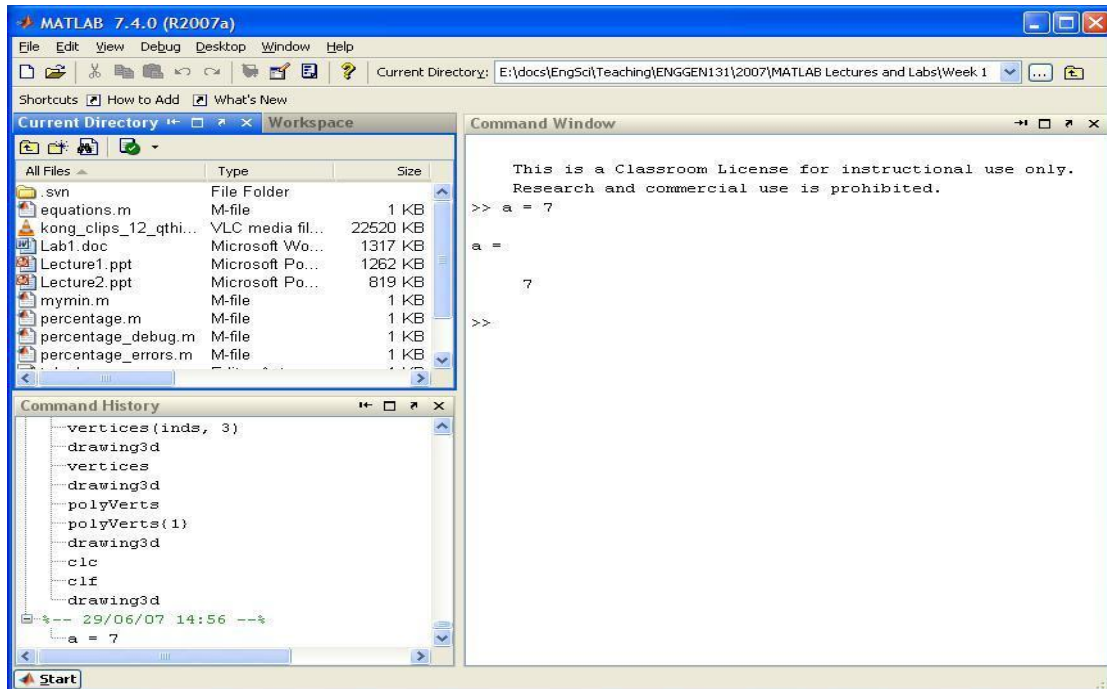 MATLAB 7.4.0 (R2007a)
File Edit View Debug Desktop Window Help
Current Directory: E:\docs\EngSci\Teaching\ENGGEN131\2007\MATLAB Lectures and Labs\Week 1
Shortcuts How to Add What's New
Current Directory Workspace
All Files Type Size
.svn File Folder
equations.m M-file 1 KB
kong_clips_12_qthi... VLC media fil... 22520 KB
Lab1.doc Microsoft Wo... 1317 KB
Lecture1.ppt Microsoft Po... 1262 KB
Lecture2.ppt Microsoft Po... 819 KB
mymin.m M-file 1 KB
percentage.m M-file 1 KB
percentage_debug.m M-file 1 KB
percentage_errors.m M-file 1 KB
Command History
vertices(inds, 3)
drawing3d
vertices
drawing3d
polyVerts
polyVerts(1)
drawing3d
clc
clf
drawing3d
%-- 29/06/07 14:56 --%
a = 7
Command Window
This is a Classroom License for instructional use only.
Research and commercial use is prohibited.
>> a = 7
a =
7
>>
Start